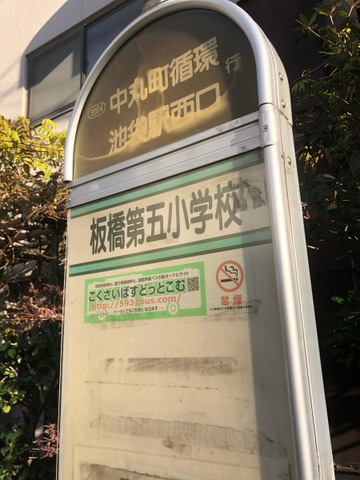 中丸町循環 行
池袋駅西口
板橋第五小学校
こくさいばすどっとこむ
http://5931bus.com/
禁煙